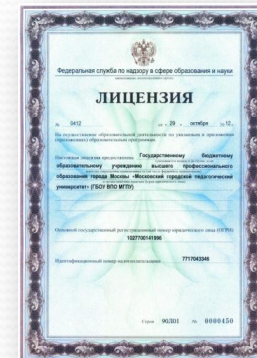 Федеральная служба по надзору в сфере образования и науки
ЛИЦЕНЗИЯ
№ 0412 от « 29 » октября 20 12 г.
На осуществление образовательной деятельности по указанным в приложении
(приложениях) образовательным программам
Настоящая лицензия предоставлена Государственному бюджетному
образовательному учреждению высшего профессионального
образования города Москвы «Московский городской педагогический
университет» (ГБОУ ВПО МГПУ)
Основной государственный регистрационный номер юридического лица (ОГРН)
1027700141996
Идентификационный номер налогоплательщика 7717043346
Серия 90Л01 № 0000450